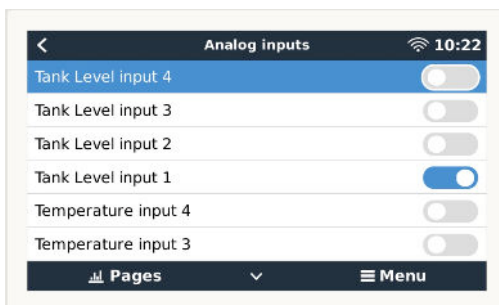 Analog inputs 10:22
Tank Level input 4
Tank Level input 3
Tank Level input 2
Tank Level input 1
Temperature input 4
Temperature input 3
Pages Menu